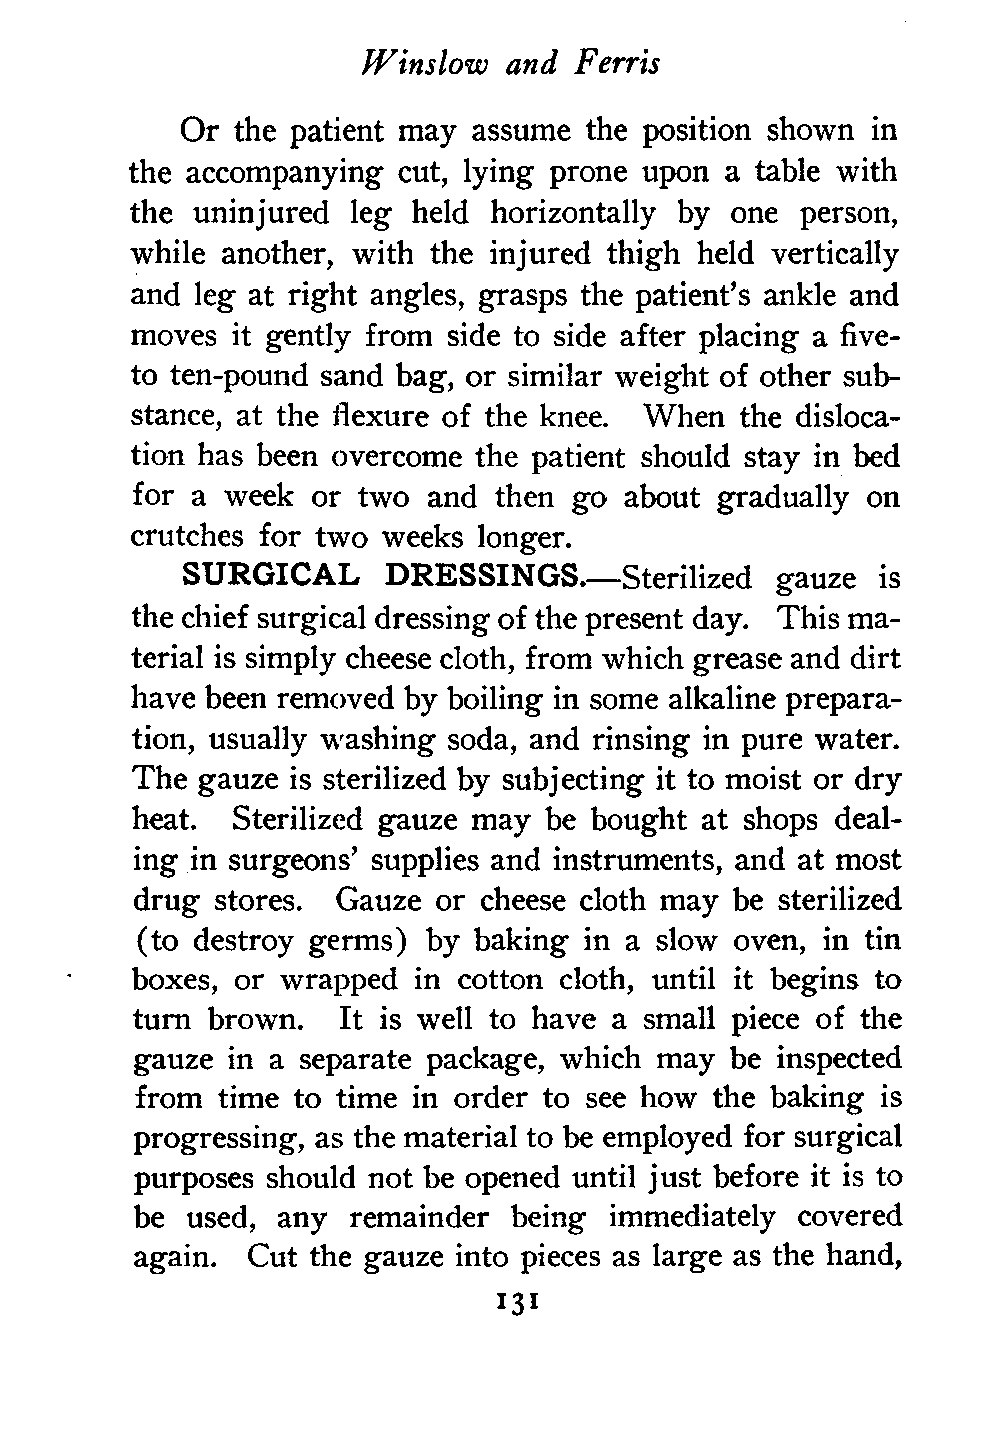 Winslow and Ferris
Or the patient may assume the position shown in
the accompanying cut, lying prone upon a table with
the uninjured leg held horizontally by one person,
while another, with the injured thigh held vertically
and leg at right angles, grasps the patient's ankle and
moves it gently from side to side after placing a five-
to ten-pound sand bag, or similar weight of other sub-
stance, at the flexure of the knee. When the disloca-
tion has been overcome the patient should stay in bed
for a week or two and then go about gradually on
crutches for two weeks longer.
SURGICAL DRESSINGS.—Sterilized gauze is
the chief surgical dressing of the present day. This ma-
terial is simply cheese cloth, from which grease and dirt
have been removed by boiling in some alkaline prepara-
tion, usually washing soda, and rinsing in pure water.
The gauze is sterilized by subjecting it to moist or dry
heat. Sterilized gauze may be bought at shops deal-
ing in surgeons' supplies and instruments, and at most
drug stores. Gauze or cheese cloth may be sterilized
(to destroy germs) by baking in a slow oven, in tin
boxes, or wrapped in cotton cloth, until it begins to
turn brown. It is well to have a small piece of the
gauze in a separate package, which may be inspected
from time to time in order to see how the baking is
progressing, as the material to be employed for surgical
purposes should not be opened until just before it is to
be used, any remainder being immediately covered
again. Cut the gauze into pieces as large as the hand,
131